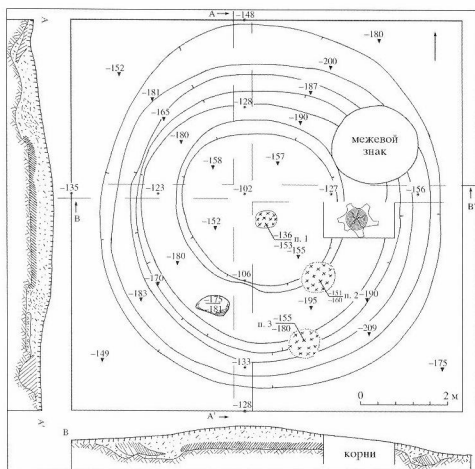 А
–148
А
–180
–152
–200
–181
–187
–128
–165
–190
–180
межевой
знак
–158
–157
–135
–123
–102
–127
–156
В
В'
–136
п. 1
–153
–152
–155
–180
–106
–170
–151
п. 2
–160
–190
–183
–175
–181
–195
–155
п. 3
–180
–209
–149
–133
–175
0
2 м
А'
–128
А'
В
корни